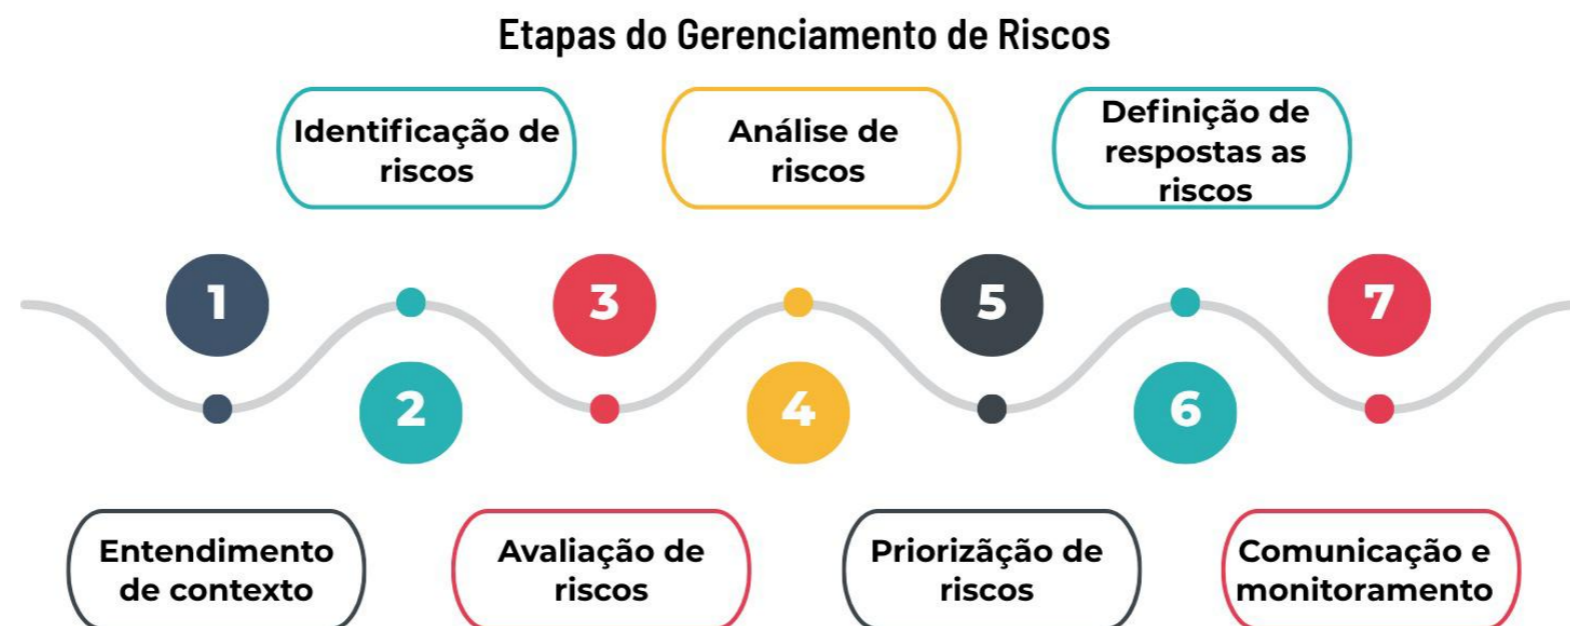 Etapas do Gerenciamento de Riscos
Identificação de
riscos
Análise de
riscos
Definição de
respostas as
riscos
1
2
3
4
5
6
7
Entendimento
de contexto
Avaliação de
riscos
Priorizãção de
riscos
Comunicação e
monitoramento